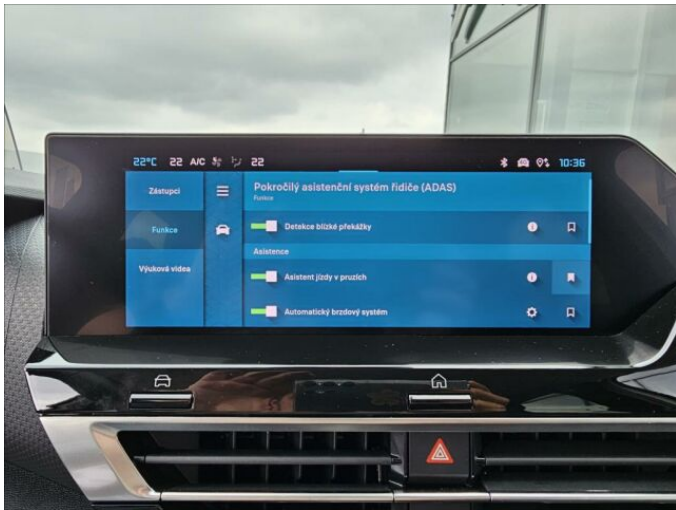 22°C 22 A/C 22 10:36
Zástupci
Funkce
Výuková videa
Pokročilý asistenční systém řidiče (ADAS)
Funkce
Detekce blízké překážky
Asistence
Asistent jízdy v pruzích
Automatický brzdový systém